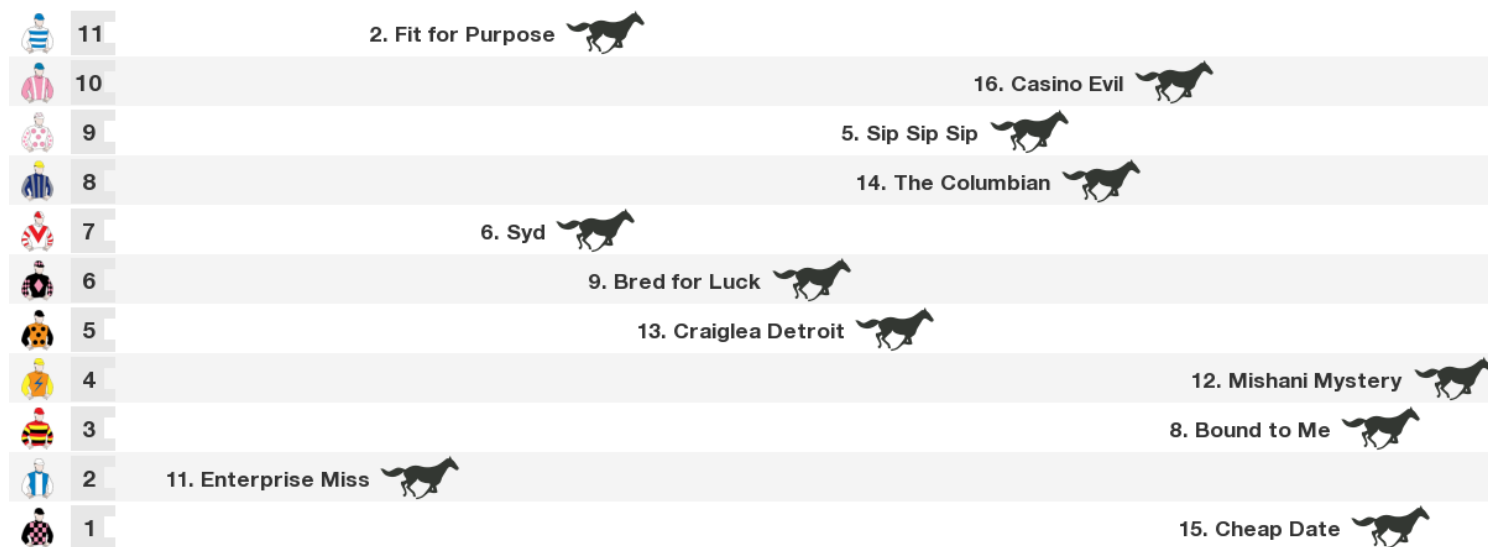 11 2. Fit for Purpose
10 16. Casino Evil
9 5. Sip Sip Sip
8 14. The Columbian
7 6. Syd
6 9. Bred for Luck
5 13. Craiglea Detroit
4 12. Mishani Mystery
3 8. Bound to Me
2 11. Enterprise Miss
1 15. Cheap Date